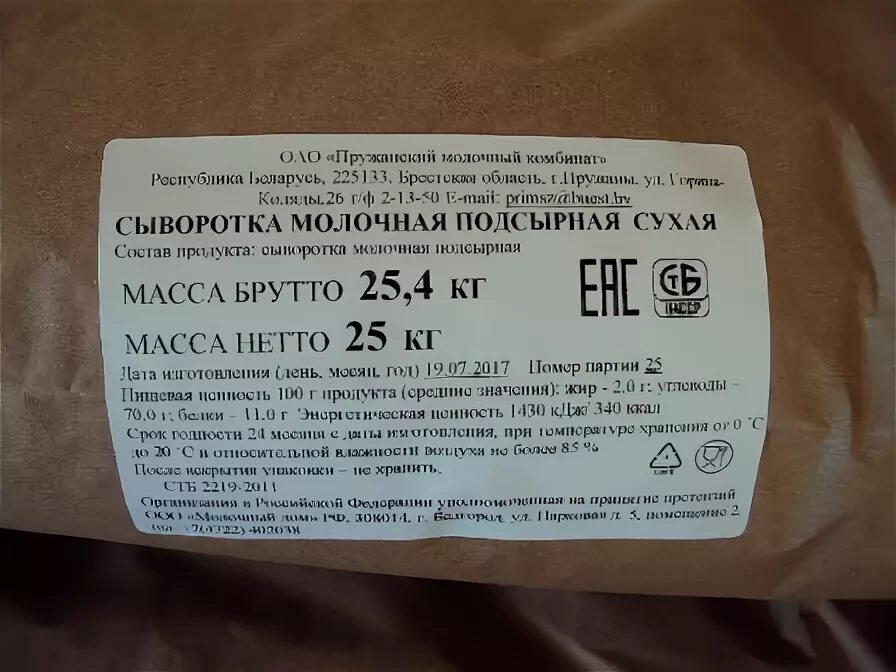 ОАО «Пружанский молочный комбинат»
Республика Беларусь, 225133, Брестская область, г.Пружаны, ул.
Коляды,26 т/ф 2-13-50 E-mail:
СЫВОРОТКА МОЛОЧНАЯ ПОДСЫРНАЯ СУХАЯ
Состав продукта: сыворотка молочная подсырная
МАССА БРУТТО 25,4 кг
EAC СТБ
МАССА НЕТТО 25 кг
Дата изготовления (день, месяц, год) 19.07.2017 Номер партии 25
Пищевая ценность 100 г продукта (средние значения): жир - 2,0 г; углеводы -
70,0 г; белки - 11,0 г Энергетическая ценность 1430 кДж/ 340 ккал
Срок годности 24 месяца с даты изготовления, при температуре хранения от 0 °С
до 20 °С и относительной влажности воздуха не более 85 %
После вскрытия упаковки – не хранить.
СТБ 2219-2011
Организация в Российской Федерации уполномоченная на принятие претензий
ООО «Молочный дом» РФ, г. Белгород, ул. Парковая д. 5, помещение 2